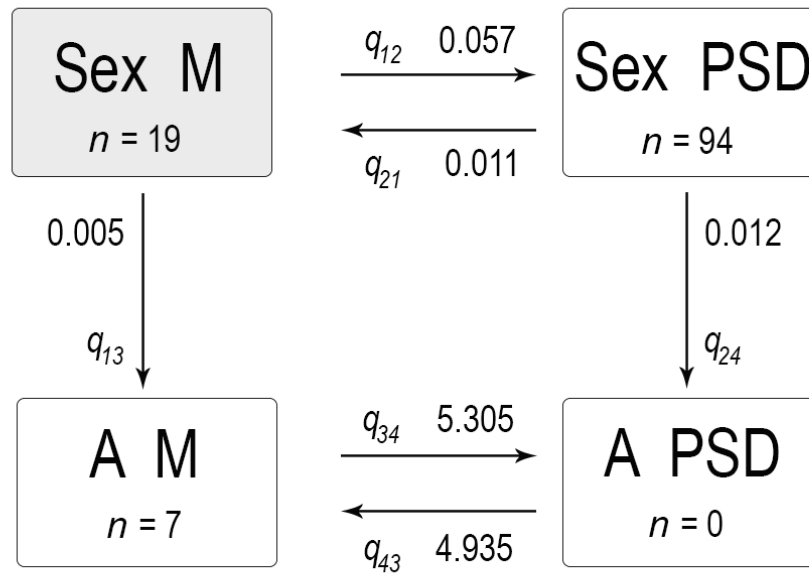 Sex M
n = 19
q12 0.057
q21 0.011
Sex PSD
n = 94
0.005
q13
0.012
q24
A M
n = 7
q34 5.305
q43 4.935
A PSD
n = 0